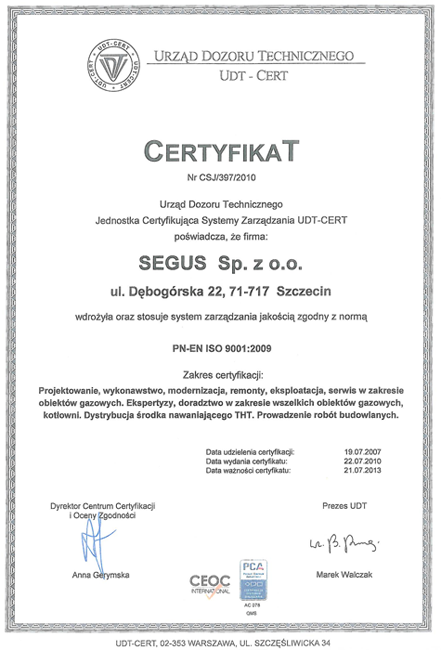 UDT-CERT
URZĄD DOZORU TECHNICZNEGO
UDT - CERT
CERTYFIKAT
Nr CSJ/397/2010
Urząd Dozoru Technicznego
Jednostka Certyfikująca Systemy Zarządzania UDT-CERT
poświadcza, że firma:
SEGUS Sp. z o.o.
ul. Dębogórska 22, 71-717 Szczecin
wdrożyła oraz stosuje system zarządzania jakością zgodny z normą
PN-EN ISO 9001:2009
Zakres certyfikacji:
Projektowanie, wykonawstwo, modernizacja, remonty, eksploatacja, serwis w zakresie
obiektów gazowych. Ekspertyzy, doradztwo w zakresie wszelkich obiektów gazowych,
kotłowni. Dystrybucja środka nawaniającego THT. Prowadzenie robót budowlanych.
Data udzielenia certyfikacji: 19.07.2007
Data wydania certyfikatu: 22.07.2010
Data ważności certyfikatu: 21.07.2013
Dyrektor Centrum Certyfikacji
i Oceny Zgodności
Prezes UDT
Anna Gerymska
CEOC
INTERNATIONAL
PCA
AC 078
QMS
Marek Walczak
UDT-CERT, 02-353 WARSZAWA, UL. SZCZĘŚLIWICKA 34